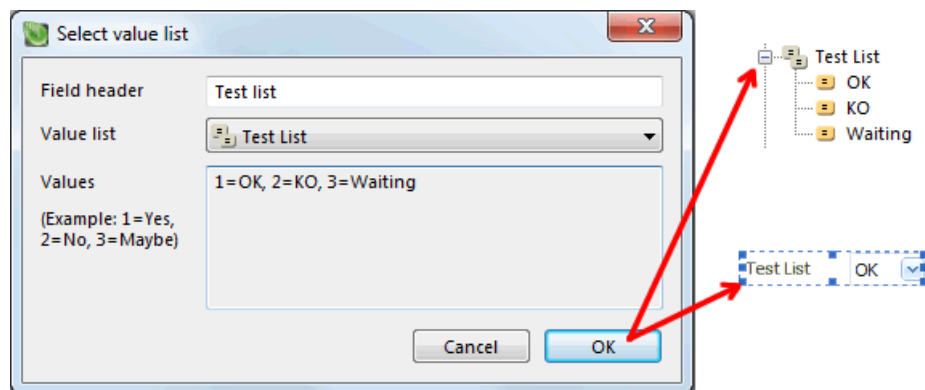 Select value list
Field header
Test list
Value list
Test List
Values
1=OK, 2=KO, 3=Waiting
(Example: 1=Yes,
2=No, 3=Maybe)
Cancel
OK
Test List
OK
KO
Waiting
Test List
OK